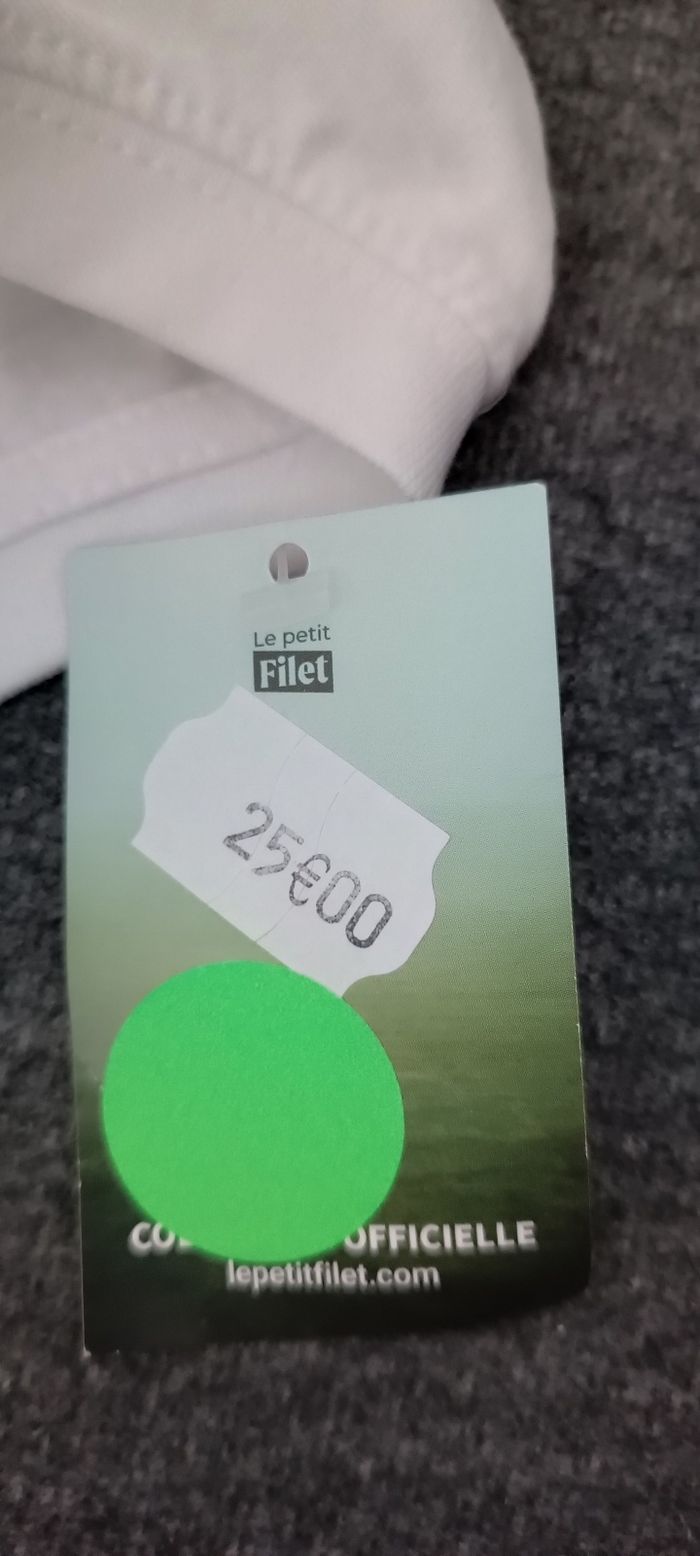 Le petit
Filet
25€00
OFFICIELLE
lepetitfilet.com